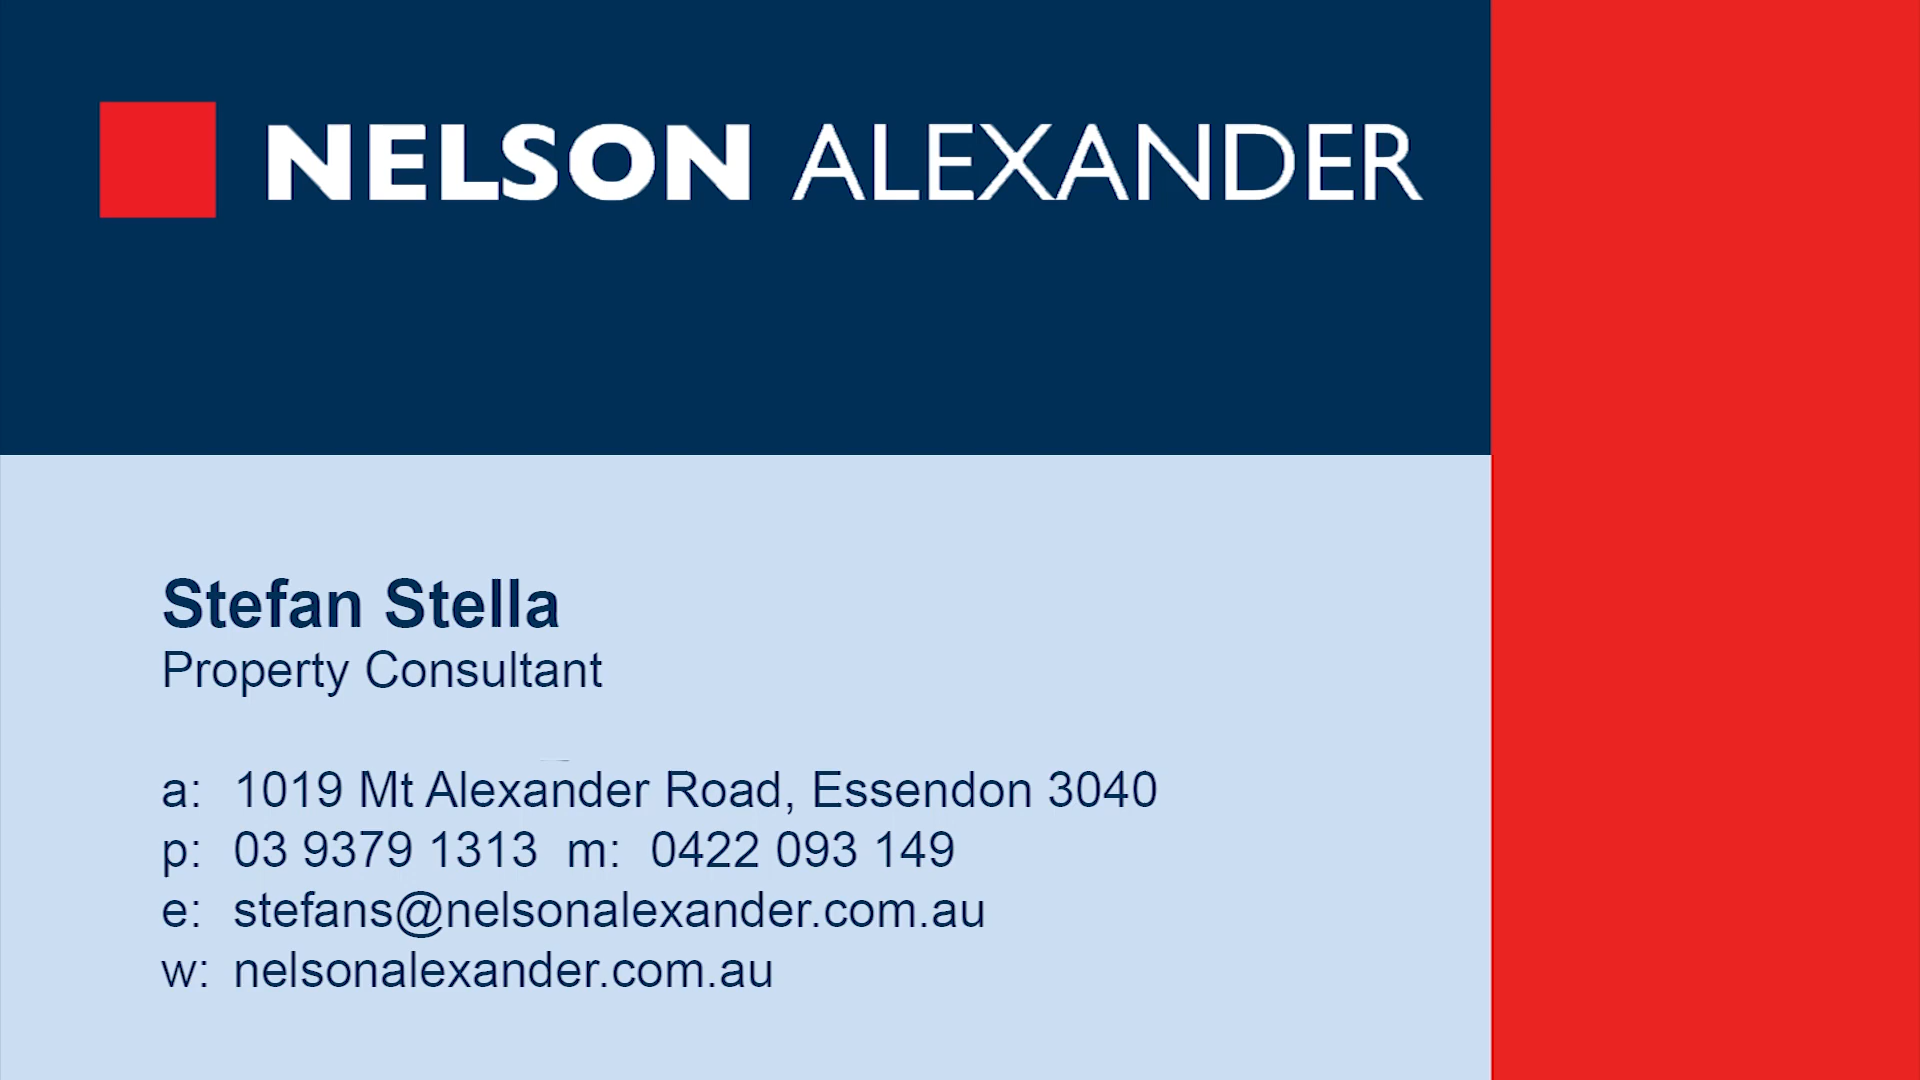 NELSON ALEXANDER
Stefan Stella
Property Consultant
a: 1019 Mt Alexander Road, Essendon 3040
p: 03 9379 1313 m: 0422 093 149
e: stefans@nelsonalexander.com.au
w: nelsonalexander.com.au